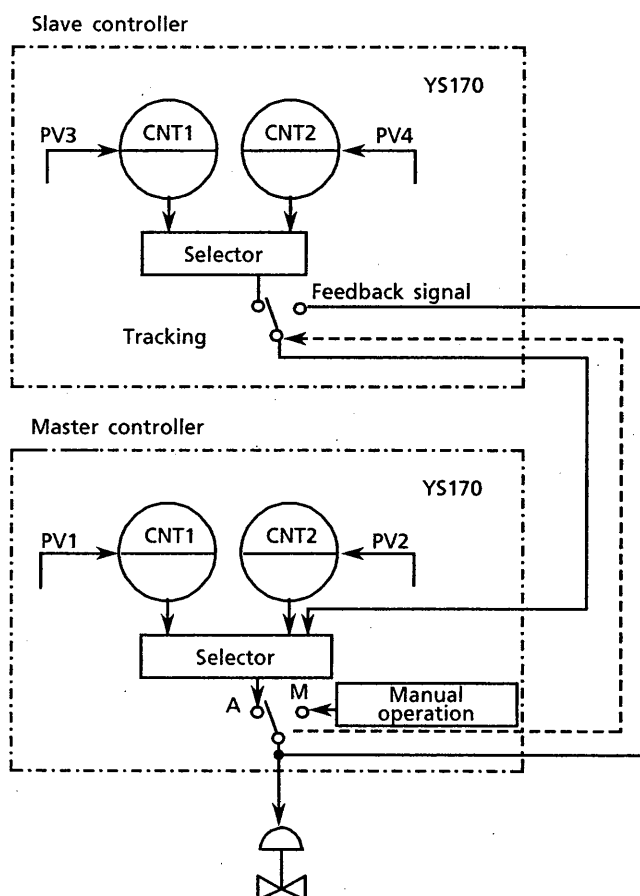 Slave controller
YS170
PV3
CNT1
CNT2
PV4
Selector
Feedback signal
Tracking
Master controller
YS170
PV1
CNT1
CNT2
PV2
Selector
A
M
Manual
operation